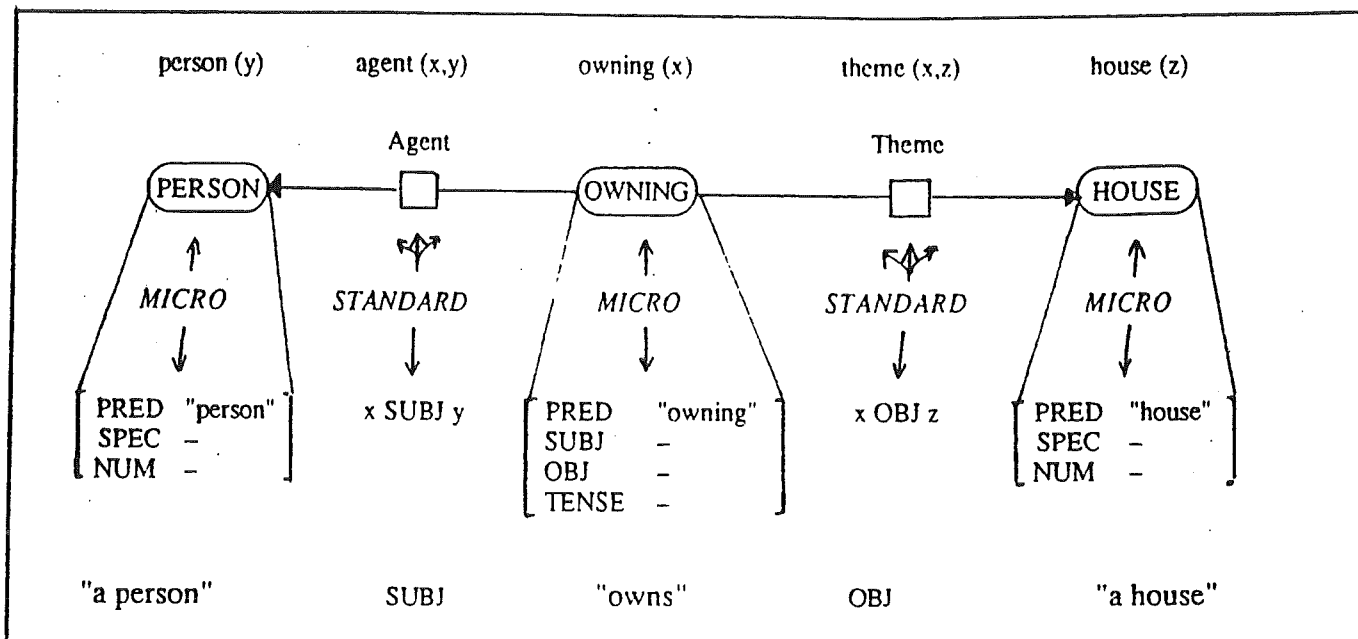 person (y) agent (x,y) owning (x) theme (x,z) house (z)
Agent Theme
PERSON OWNING HOUSE
MICRO STANDARD MICRO STANDARD MICRO
PRED "person" x SUBJ y PRED "owning" x OBJ z PRED "house"
SPEC – SUBJ – SPEC –
NUM – OBJ – NUM –
TENSE –
"a person" SUBJ "owns" OBJ "a house"